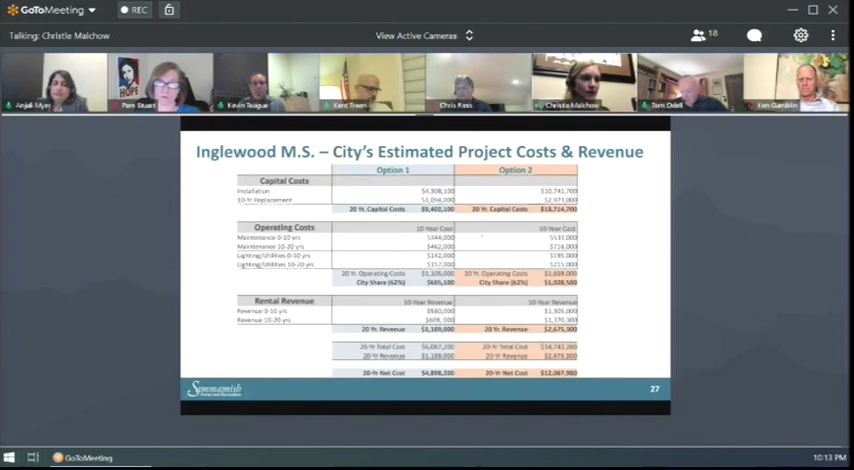 GoToMeeting
REC
Talking: Christie Malchow
View Active Cameras
18
HOPE
Anjali Myer
Pam Stuart
Kevin Teague
Kent Treen
Chris Ross
Christie Malchow
Tom Odell
Ken Gamblin
Inglewood M.S. – City's Estimated Project Costs & Revenue
Option 1 Option 2
Capital Costs
Installation $4,308,100 $10,741,700
10-Yr Replacement $1,094,000 $2,973,000
20 Yr. Capital Costs $5,402,100 20 Yr. Capital Costs $13,714,700
Operating Costs 10-Year Cost 10-Year Cost
Maintenance 0-10 yrs $344,000 $531,000
Maintenance 10-20 yrs $462,000 $716,000
Lighting/Utilities 0-10 yrs $142,000 $195,000
Lighting/Utilities 10-20 yrs $157,000 $215,000
20 Yr. Operating Costs $1,105,000 20 Yr. Operating Costs
City Share (62%) $685,100 City Share (62%) $1,028,500
Rental Revenue 10-Year Revenue 10-Year Revenue
Revenue 0-10 yrs $580,000 $1,305,000
Revenue 10-20 yrs $609,000 $1,370,300
20 Yr. Revenue $1,189,000 20 Yr. Revenue $2,675,300
20-Yr Total Cost $6,087,200 20-Yr Total Cost $14,743,200
20-Yr Revenue $1,189,000 20-Yr Revenue $2,675,300
20-Yr Net Cost $4,898,200 20-Yr Net Cost $12,067,900
Sammamish
27
GoToMeeting
10:13 PM